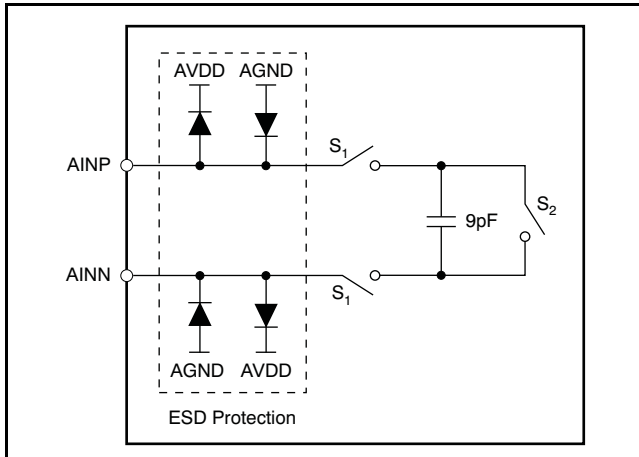 AVDD AGND
S1
AINP
9pF
S2
AINN
S1
AGND AVDD
ESD Protection